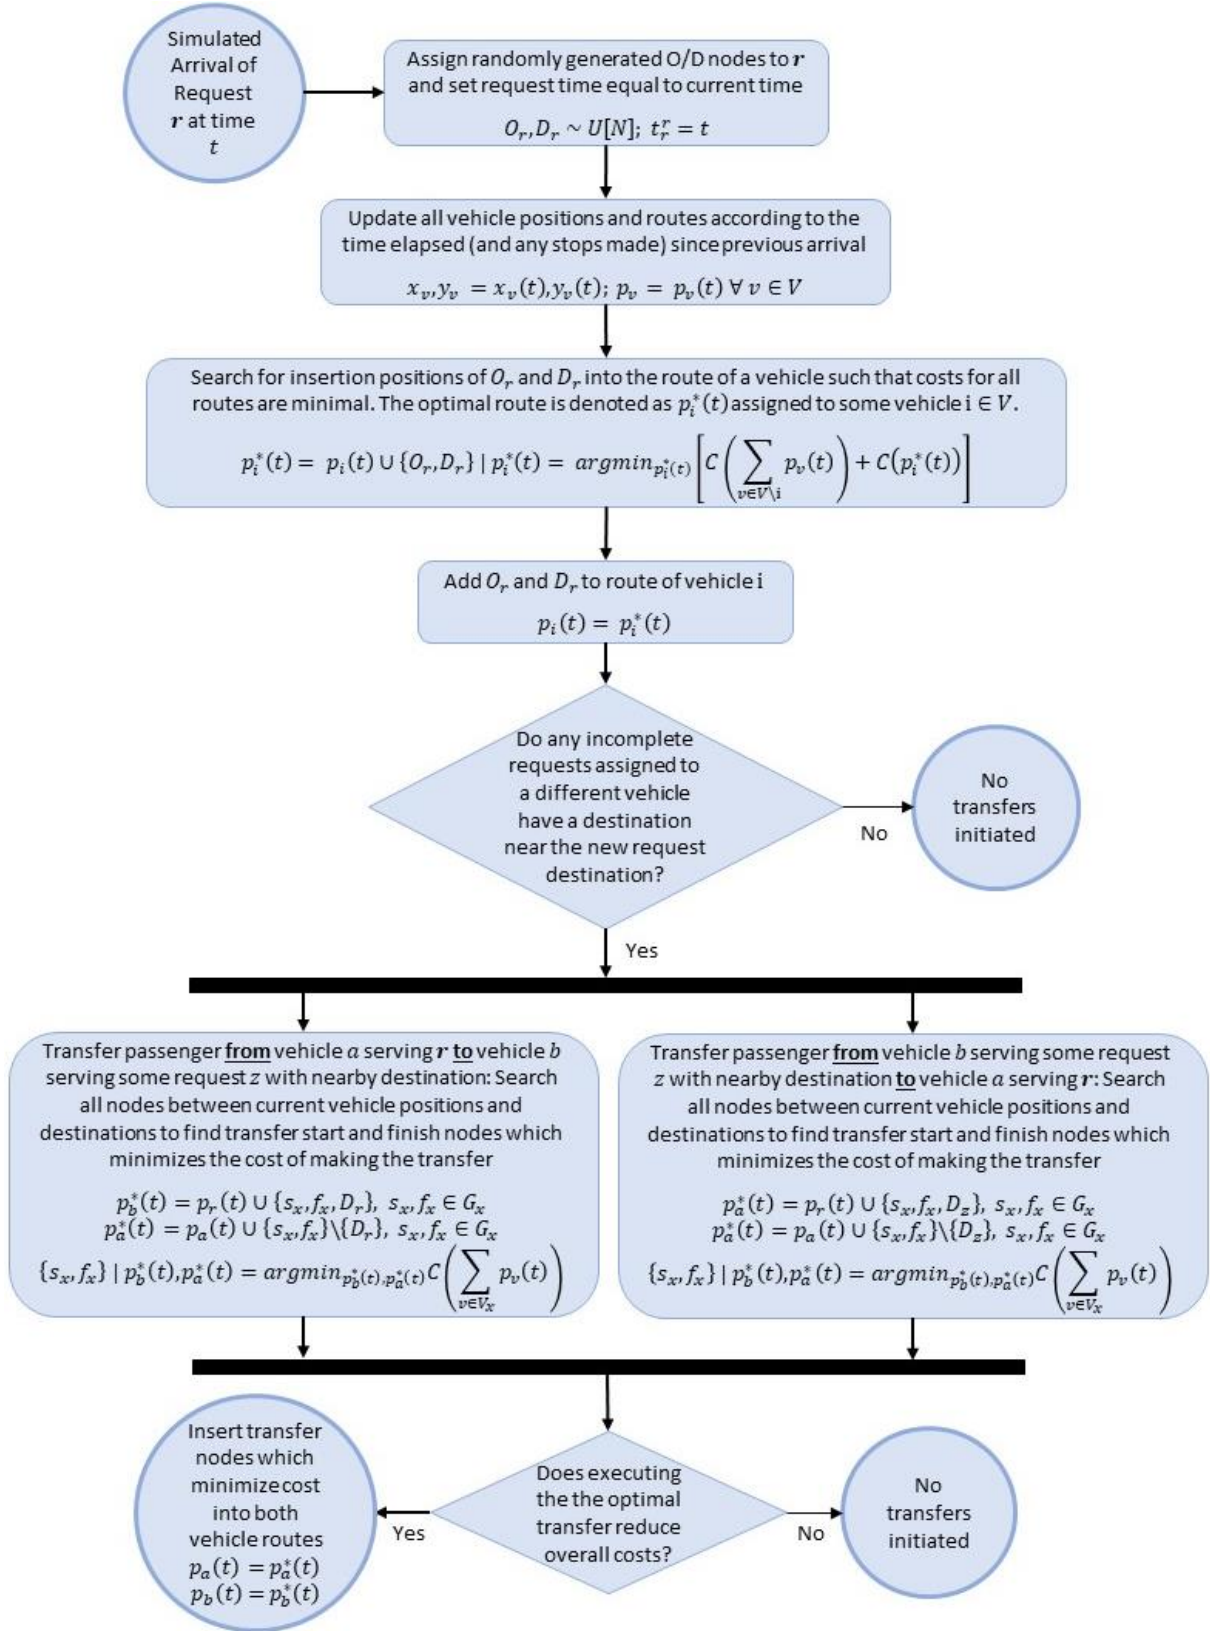 Simulated
Arrival of
Request
r at time
t
Assign randomly generated O/D nodes to r
and set request time equal to current time
O_r, D_r ~ U[N]; t_r^r = t
Update all vehicle positions and routes according to the
time elapsed (and any stops made) since previous arrival
x_v, y_v = x_v(t), y_v(t); p_v = p_v(t) ∀ v ∈ V
Search for insertion positions of O_r and D_r into the route of a vehicle such that costs for all
routes are minimal. The optimal route is denoted as p_i^*(t) assigned to some vehicle i ∈ V.
p_i^*(t) = p_i(t) ∪ {O_r, D_r} | p_i^*(t) = argmin_{p_i^*(t)} [C(∑_{v∈V\i} p_v(t)) + C(p_i^*(t))]
Add O_r and D_r to route of vehicle i
p_i(t) = p_i^*(t)
Do any incomplete
requests assigned to
a different vehicle
have a destination
near the new request
destination?
No
No
transfers
initiated
Yes
Transfer passenger from vehicle a serving r to vehicle b
serving some request z with nearby destination: Search
all nodes between current vehicle positions and
destinations to find transfer start and finish nodes which
minimizes the cost of making the transfer
p_b^*(t) = p_r(t) ∪ {s_x, f_x, D_r}, s_x, f_x ∈ G_x
p_a^*(t) = p_a(t) ∪ {s_x, f_x}\{D_r}, s_x, f_x ∈ G_x
{s_x, f_x} | p_b^*(t), p_a^*(t) = argmin_{p_b^*(t), p_a^*(t)} C(∑_{v∈V_x} p_v(t))
Transfer passenger from vehicle b serving some request
z with nearby destination to vehicle a serving r: Search
all nodes between current vehicle positions and
destinations to find transfer start and finish nodes which
minimizes the cost of making the transfer
p_a^*(t) = p_r(t) ∪ {s_x, f_x, D_z}, s_x, f_x ∈ G_x
p_a^*(t) = p_a(t) ∪ {s_x, f_x}\{D_z}, s_x, f_x ∈ G_x
{s_x, f_x} | p_b^*(t), p_a^*(t) = argmin_{p_b^*(t), p_a^*(t)} C(∑_{v∈V_x} p_v(t))
Insert transfer
nodes which
minimize cost
into both
vehicle routes
p_a(t) = p_a^*(t)
p_b(t) = p_b^*(t)
Yes
Does executing
the the optimal
transfer reduce
overall costs?
No
No
transfers
initiated